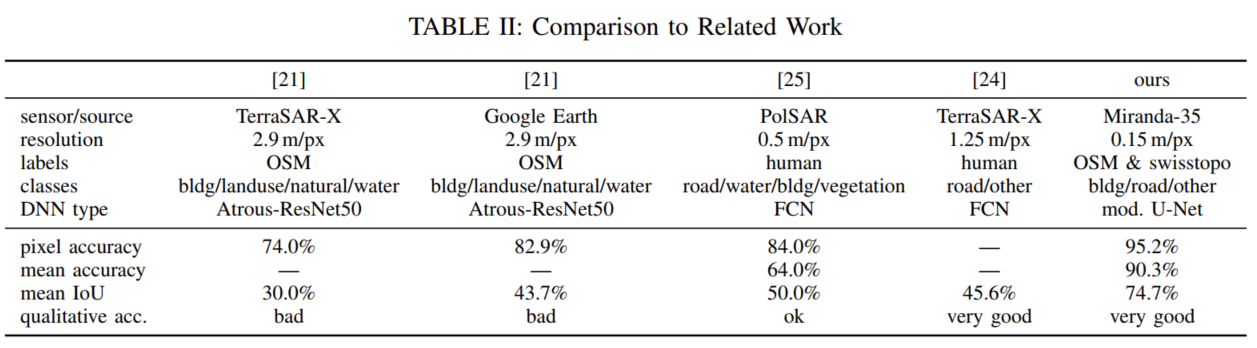 TABLE II: Comparison to Related Work
[21] [21] [25] [24] ours
sensor/source TerraSAR-X Google Earth PolSAR TerraSAR-X Miranda-35
resolution 2.9 m/px 2.9 m/px 0.5 m/px 1.25 m/px 0.15 m/px
labels OSM OSM human human OSM & swisstopo
classes bldg/landuse/natural/water bldg/landuse/natural/water road/water/bldg/vegetation road/other bldg/road/other
DNN type Atrous-ResNet50 Atrous-ResNet50 FCN FCN mod. U-Net
pixel accuracy 74.0% 82.9% 84.0% — 95.2%
mean accuracy — — 64.0% — 90.3%
mean IoU 30.0% 43.7% 50.0% 45.6% 74.7%
qualitative acc. bad bad ok very good very good